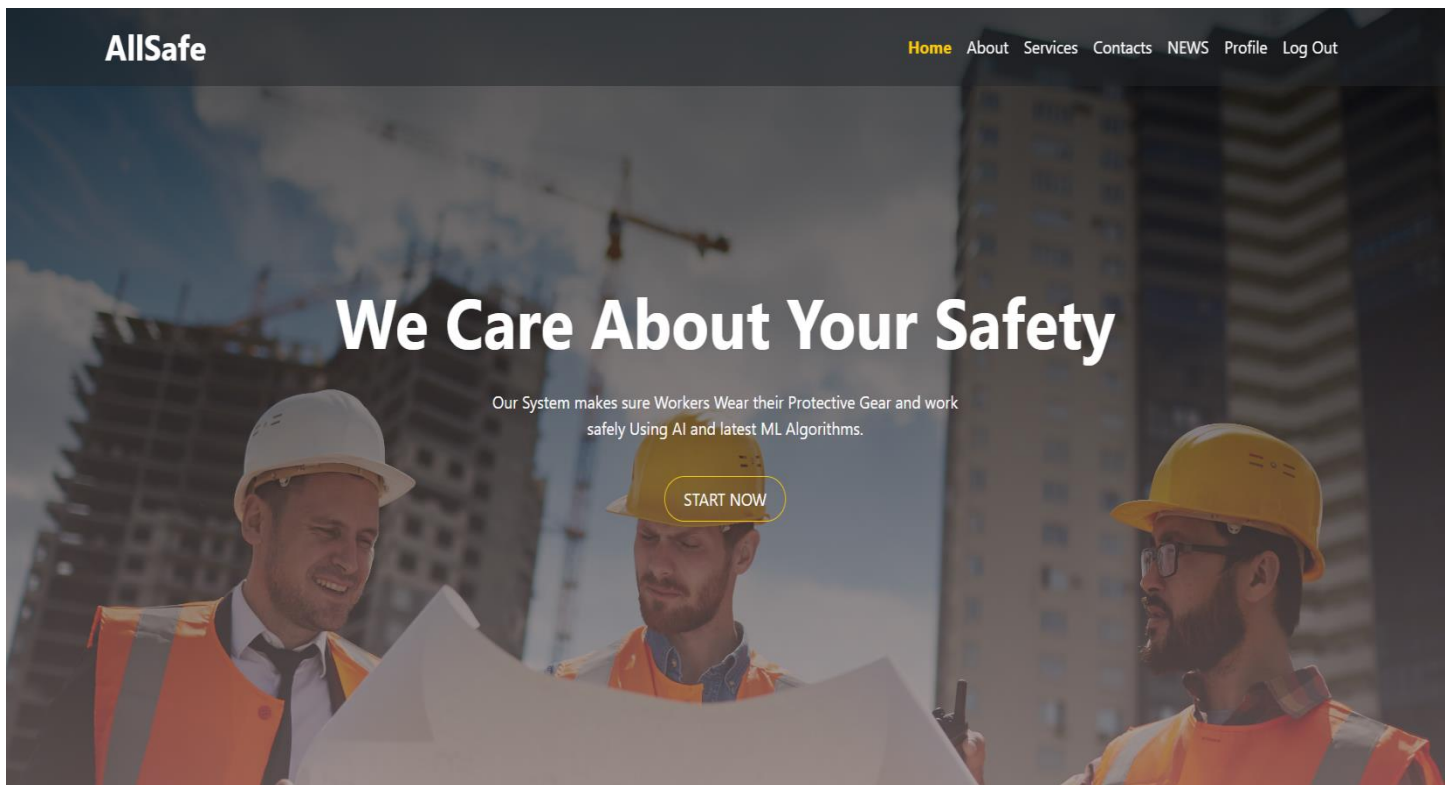 AllSafe
Home About Services Contacts NEWS Profile Log Out
We Care About Your Safety
Our System makes sure Workers Wear their Protective Gear and work
safely Using AI and latest ML Algorithms.
START NOW